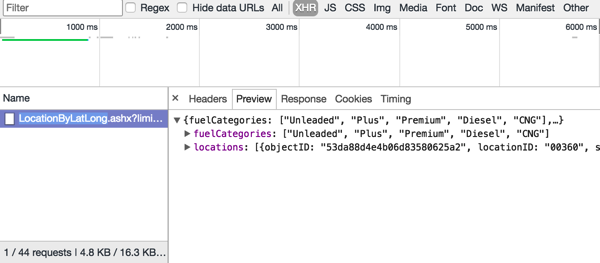 Filter Regex Hide data URLs All XHR JS CSS Img Media Font Doc WS Manifest Other
1000 ms 2000 ms 3000 ms 4000 ms 5000 ms 6000 ms
Name
LocationByLatLong.ashx?limi...
1 / 44 requests | 4.8 KB / 16.3 KB...
× Headers Preview Response Cookies Timing
▼{fuelCategories: ["Unleaded", "Plus", "Premium", "Diesel", "CNG"],…}
▶fuelCategories: ["Unleaded", "Plus", "Premium", "Diesel", "CNG"]
▶locations: [{objectID: "53da88d4e4b06d83580625a2", locationID: "00360", s